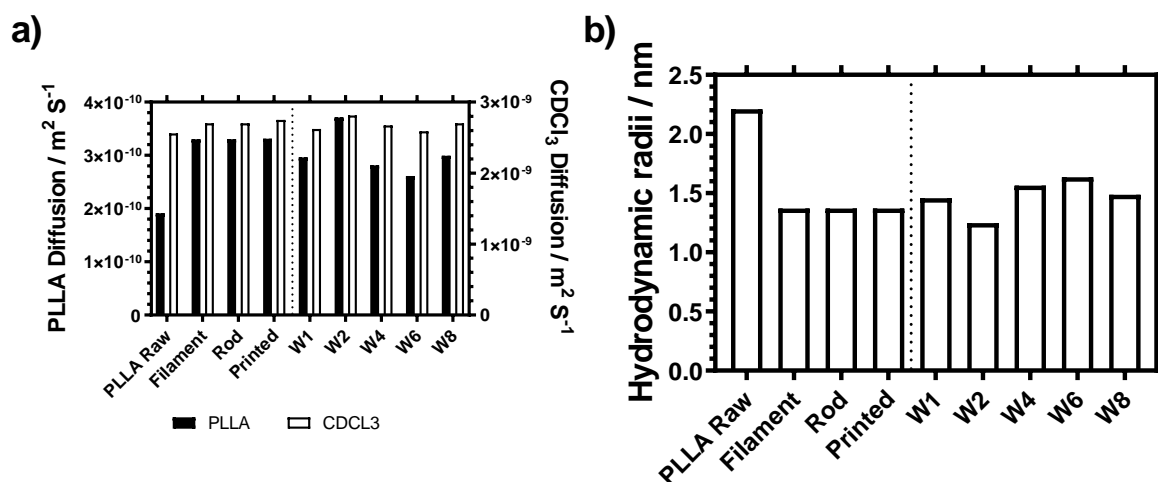 a)
PLLA Diffusion / m² S⁻¹
4×10⁻¹⁰
3×10⁻¹⁰
2×10⁻¹⁰
1×10⁻¹⁰
0
3×10⁻⁹
2×10⁻⁹
1×10⁻⁹
0
CDCl₃ Diffusion / m² S⁻¹
PLLA Raw
Filament
Rod
Printed
W1
W2
W4
W6
W8
PLLA
CDCL3
b)
Hydrodynamic radii / nm
2.5
2.0
1.5
1.0
0.5
0.0
PLLA Raw
Filament
Rod
Printed
W1
W2
W4
W6
W8